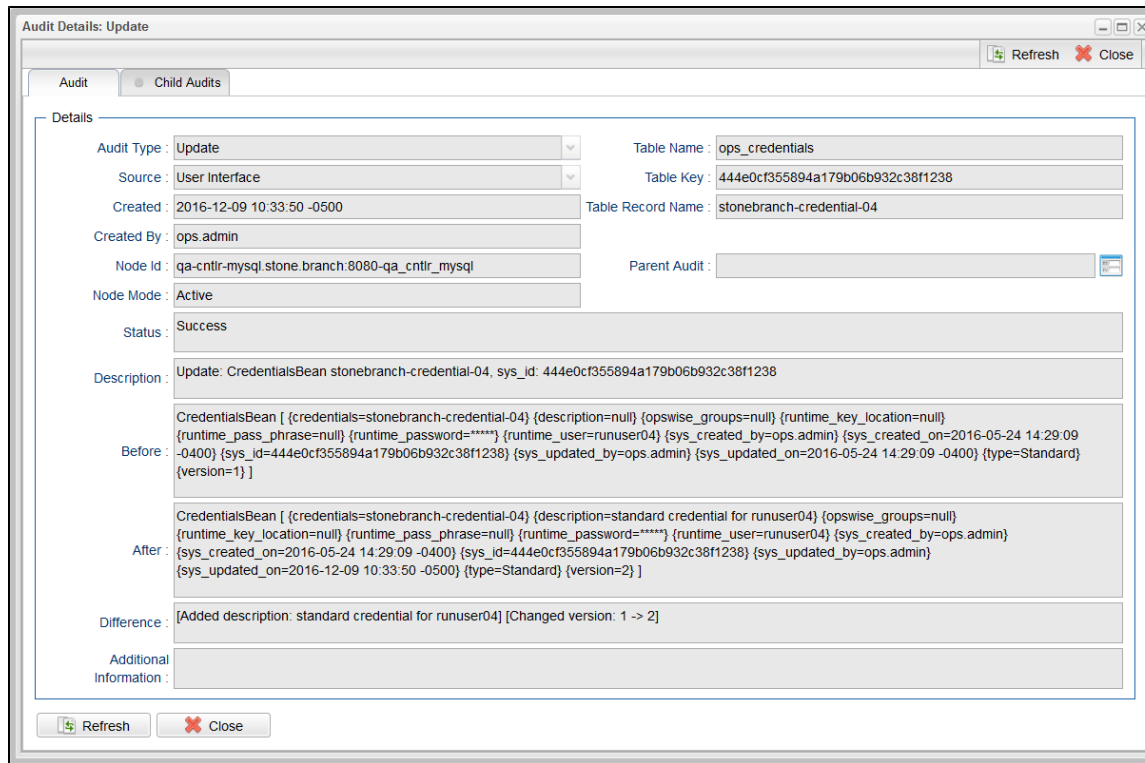 Audit Details: Update
Refresh Close
Audit Child Audits
Details
Audit Type : Update Table Name : ops_credentials
Source : User Interface Table Key : 444e0cf355894a179b06b932c38f1238
Created : 2016-12-09 10:33:50 -0500 Table Record Name : stonebranch-credential-04
Created By : ops.admin
Node Id : qa-cntlr-mysql.stone.branch:8080-qa_cntlr_mysql Parent Audit :
Node Mode : Active
Status : Success
Description : Update: CredentialsBean stonebranch-credential-04, sys_id: 444e0cf355894a179b06b932c38f1238
Before : CredentialsBean [ {credentials=stonebranch-credential-04} {description=null} {opswise_groups=null} {runtime_key_location=null}
{runtime_pass_phrase=null} {runtime_password=*****} {runtime_user=runuser04} {sys_created_by=ops.admin} {sys_created_on=2016-05-24 14:29:09
-0400} {sys_id=444e0cf355894a179b06b932c38f1238} {sys_updated_by=ops.admin} {sys_updated_on=2016-05-24 14:29:09 -0400} {type=Standard}
{version=1} ]
After : CredentialsBean [ {credentials=stonebranch-credential-04} {description=standard credential for runuser04} {opswise_groups=null}
{runtime_key_location=null} {runtime_pass_phrase=null} {runtime_password=*****} {runtime_user=runuser04} {sys_created_by=ops.admin}
{sys_created_on=2016-05-24 14:29:09 -0400} {sys_id=444e0cf355894a179b06b932c38f1238} {sys_updated_by=ops.admin}
{sys_updated_on=2016-12-09 10:33:50 -0500} {type=Standard} {version=2} ]
Difference : [Added description: standard credential for runuser04] [Changed version: 1 -> 2]
Additional
Information :
Refresh Close